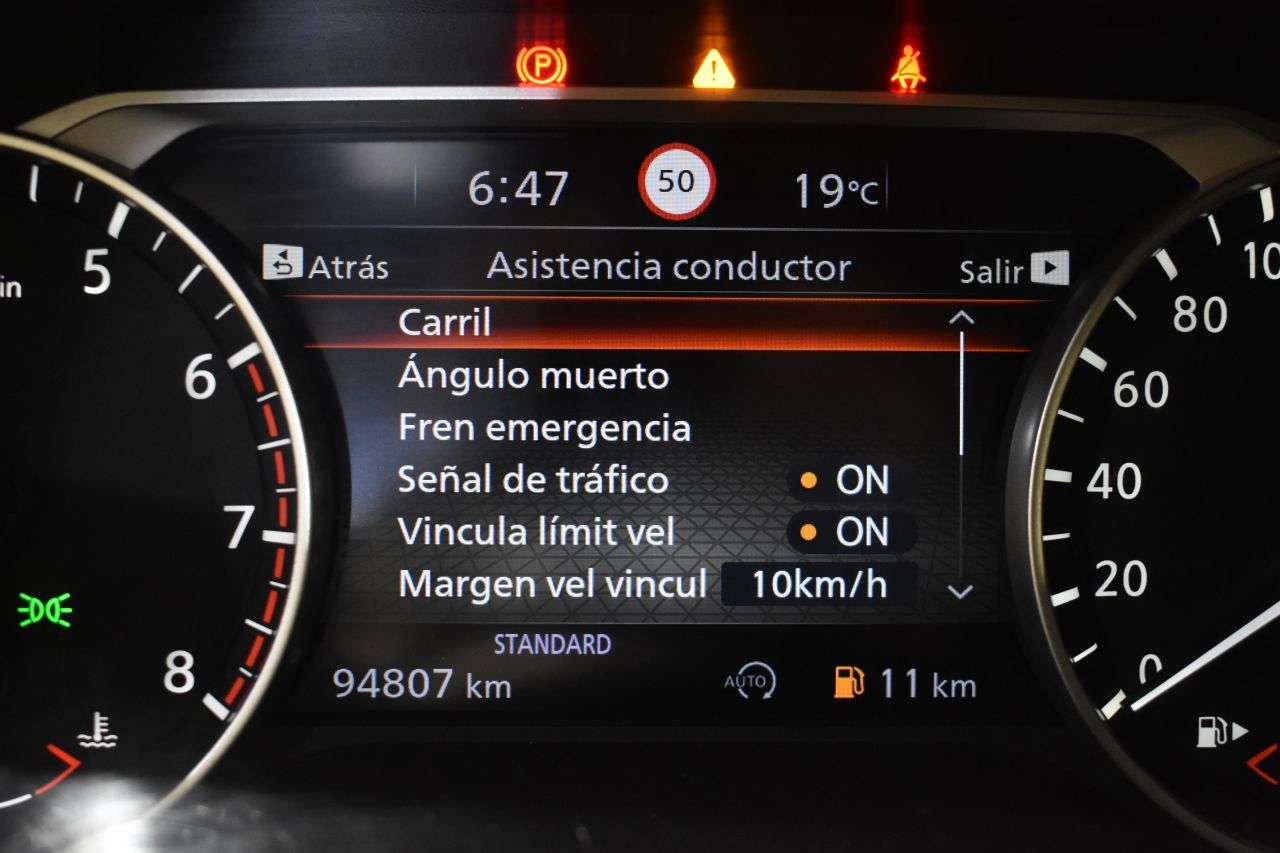 P
6:47 50 19°C
Atrás Asistencia conductor Salir
Carril
Ángulo muerto
Fren emergencia
Señal de tráfico ON
Vincula límit vel ON
Margen vel vincul 10km/h
STANDARD
94807 km AUTO 11 km
5
6
7
8
80
60
40
20
0